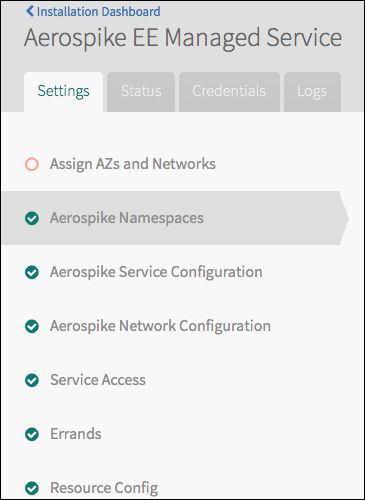 Installation Dashboard
Aerospike EE Managed Service
Settings Status Credentials Logs
Assign AZs and Networks
Aerospike Namespaces
Aerospike Service Configuration
Aerospike Network Configuration
Service Access
Errands
Resource Config